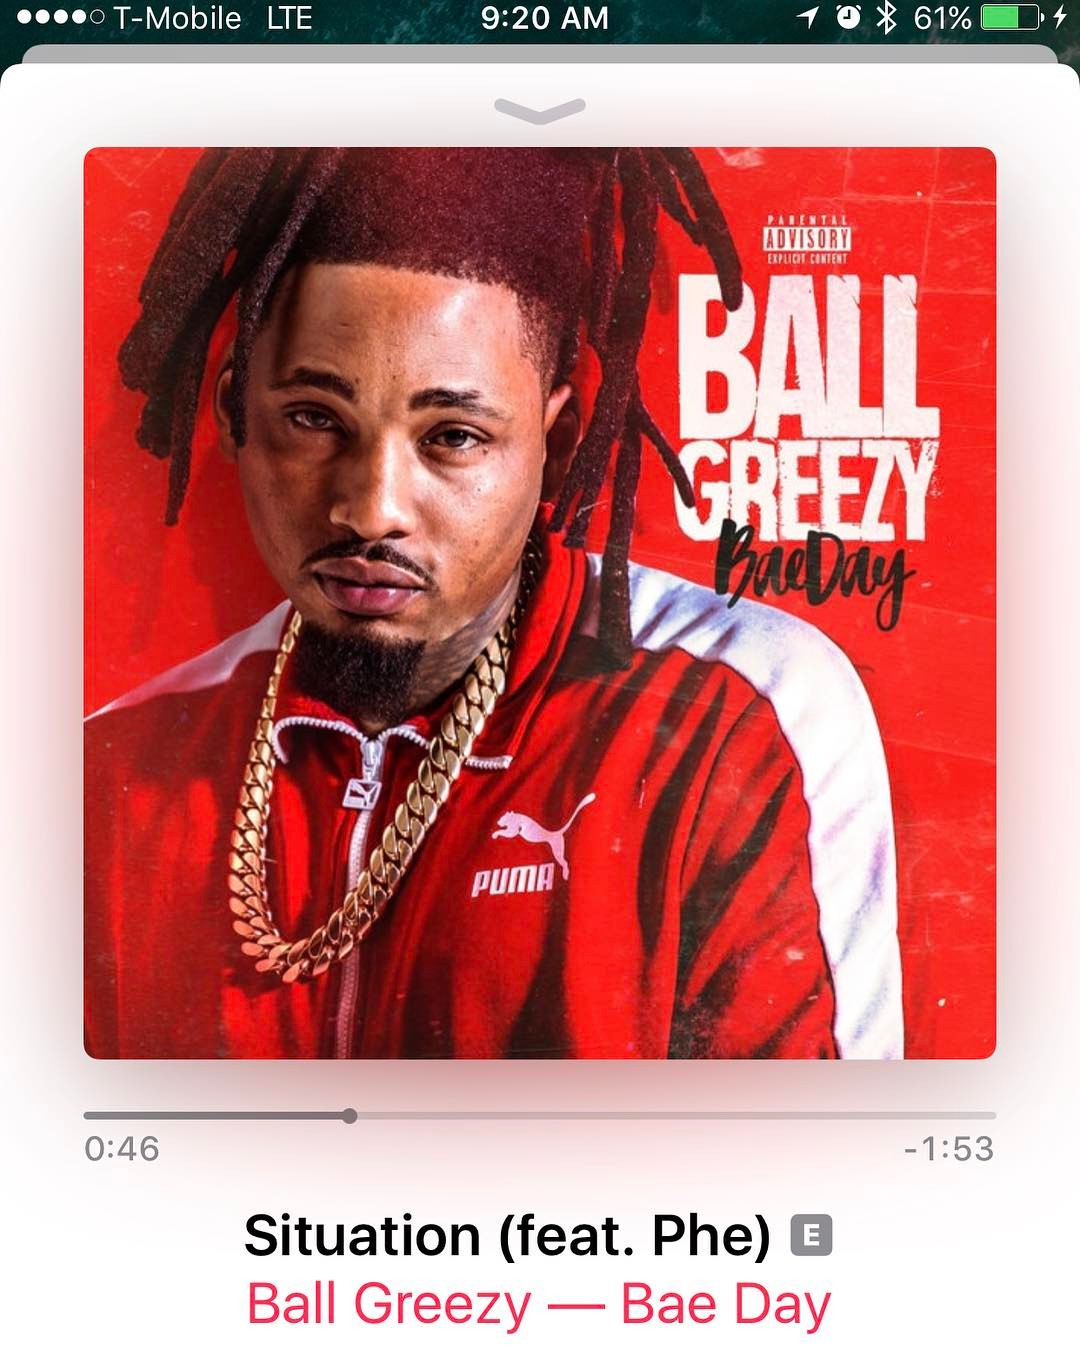 T-Mobile LTE 9:20 AM 61%
PARENTAL
ADVISORY
EXPLICIT CONTENT
BALL
GREEZY
BaeDay
PUMA
0:46 -1:53
Situation (feat. Phe) E
Ball Greezy — Bae Day